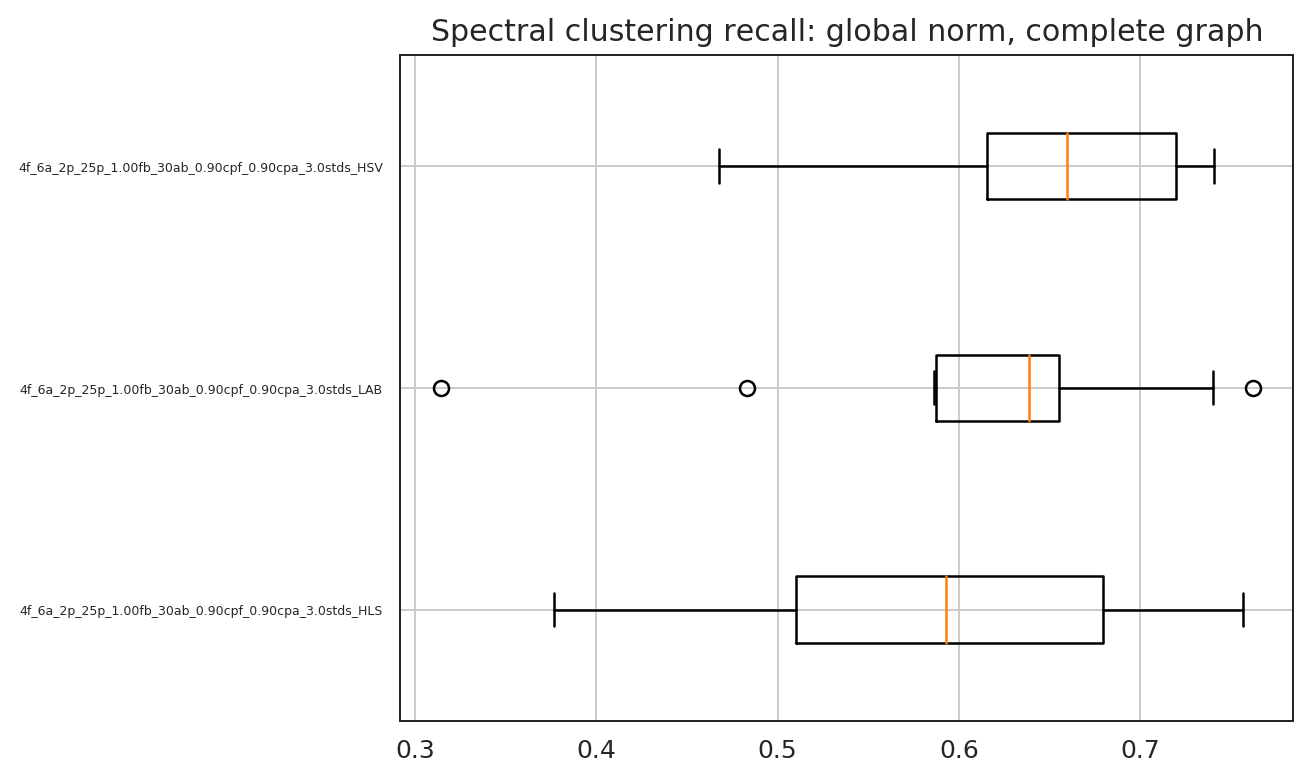 Spectral clustering recall: global norm, complete graph
4f_6a_2p_25p_1.00fb_30ab_0.90cpf_0.90cpa_3.0stds_HSV
4f_6a_2p_25p_1.00fb_30ab_0.90cpf_0.90cpa_3.0stds_LAB
4f_6a_2p_25p_1.00fb_30ab_0.90cpf_0.90cpa_3.0stds_HLS
0.3 0.4 0.5 0.6 0.7